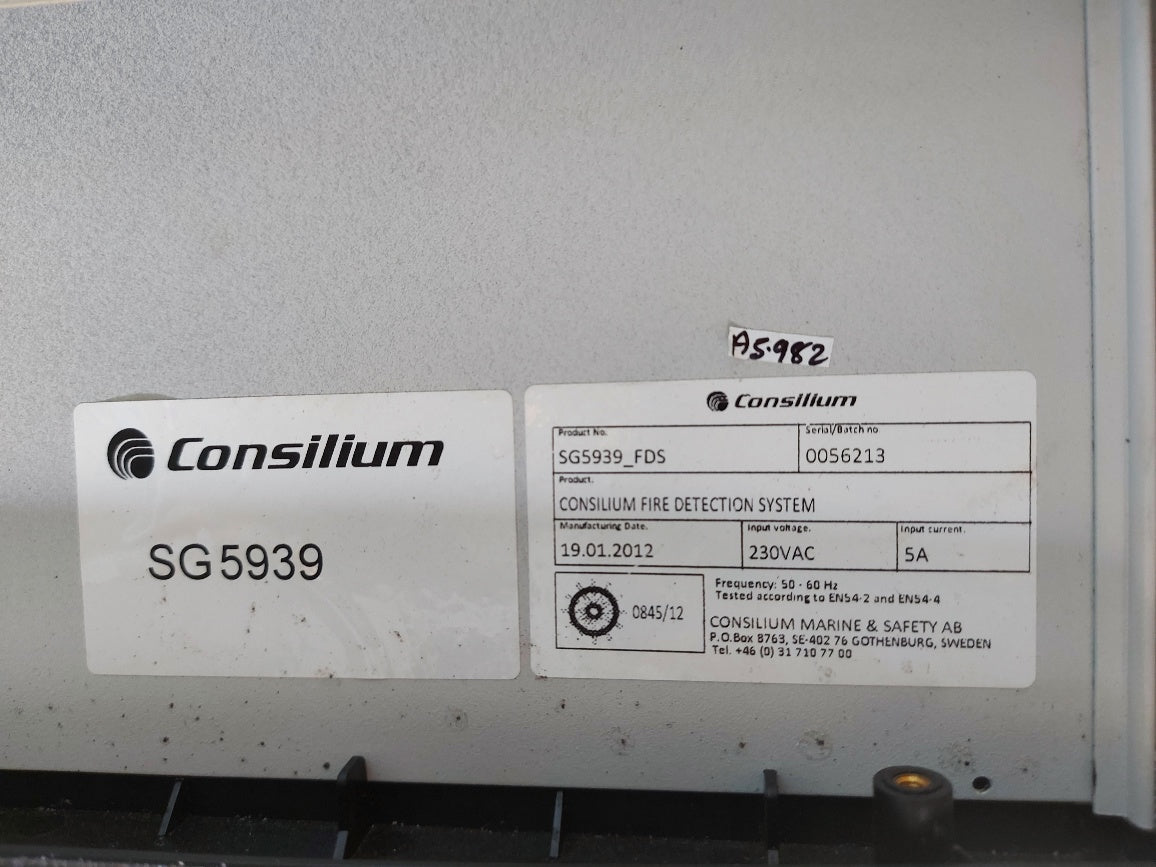 A5.982
Consilium
SG5939
Consilium
Product No.
Serial/Batch no
SG5939_FDS
0056213
Product.
CONSILIUM FIRE DETECTION SYSTEM
Manufacturing Date.
Input voltage.
Input current.
19.01.2012
230VAC
5A
0845/12
Frequency: 50 - 60 Hz
Tested according to EN54-2 and EN54-4
CONSILIUM MARINE & SAFETY AB
P.O.Box 8763, SE-402 76 GOTHENBURG, SWEDEN
Tel. +46 (0) 31 710 77 00